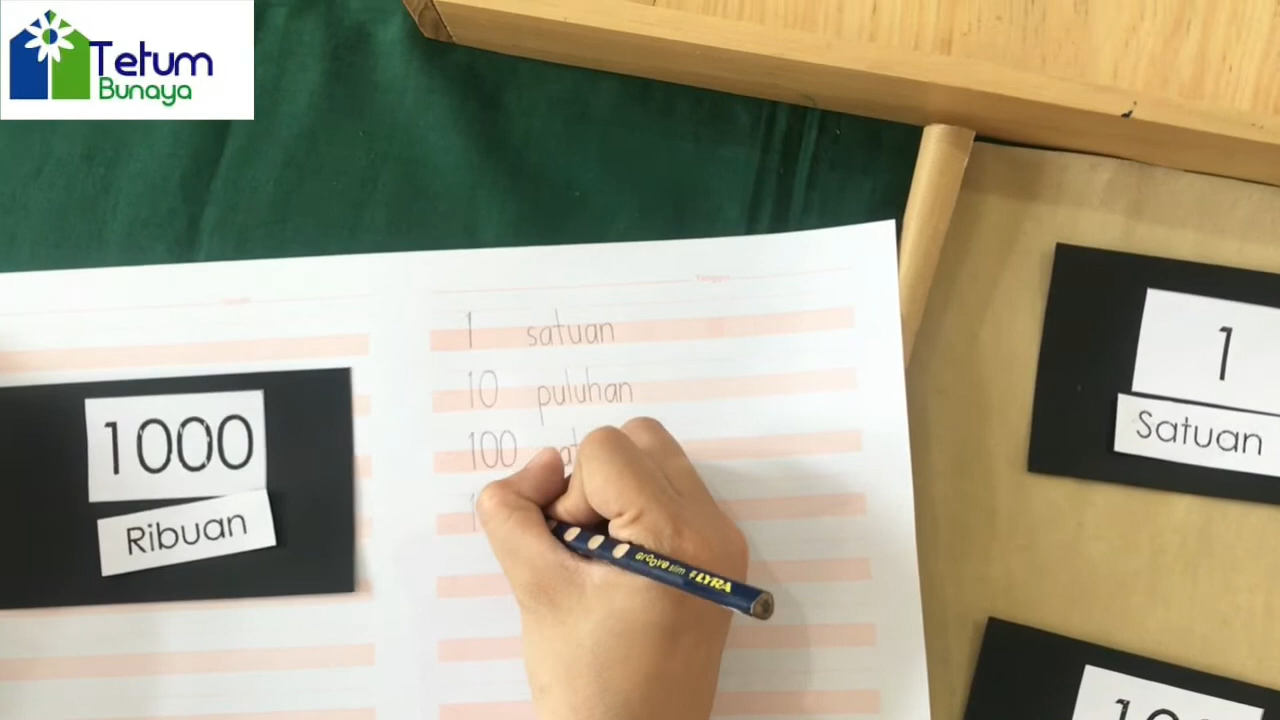 Tetum
Bunaya
1 satuan
10 puluhan
100
1000
Ribuan
1
Satuan
groove slim LYRA